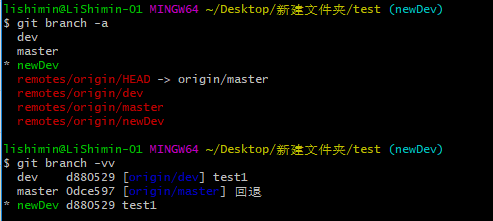 lishimin@LiShimin-01 MINGW64 ~/Desktop/新建文件夹/test (newDev)
$ git branch -a
  dev
  master
* newDev
  remotes/origin/HEAD -> origin/master
  remotes/origin/dev
  remotes/origin/master
  remotes/origin/newDev

lishimin@LiShimin-01 MINGW64 ~/Desktop/新建文件夹/test (newDev)
$ git branch -vv
  dev    d880529 [origin/dev] test1
  master 0dce597 [origin/master] 回退
* newDev d880529 test1